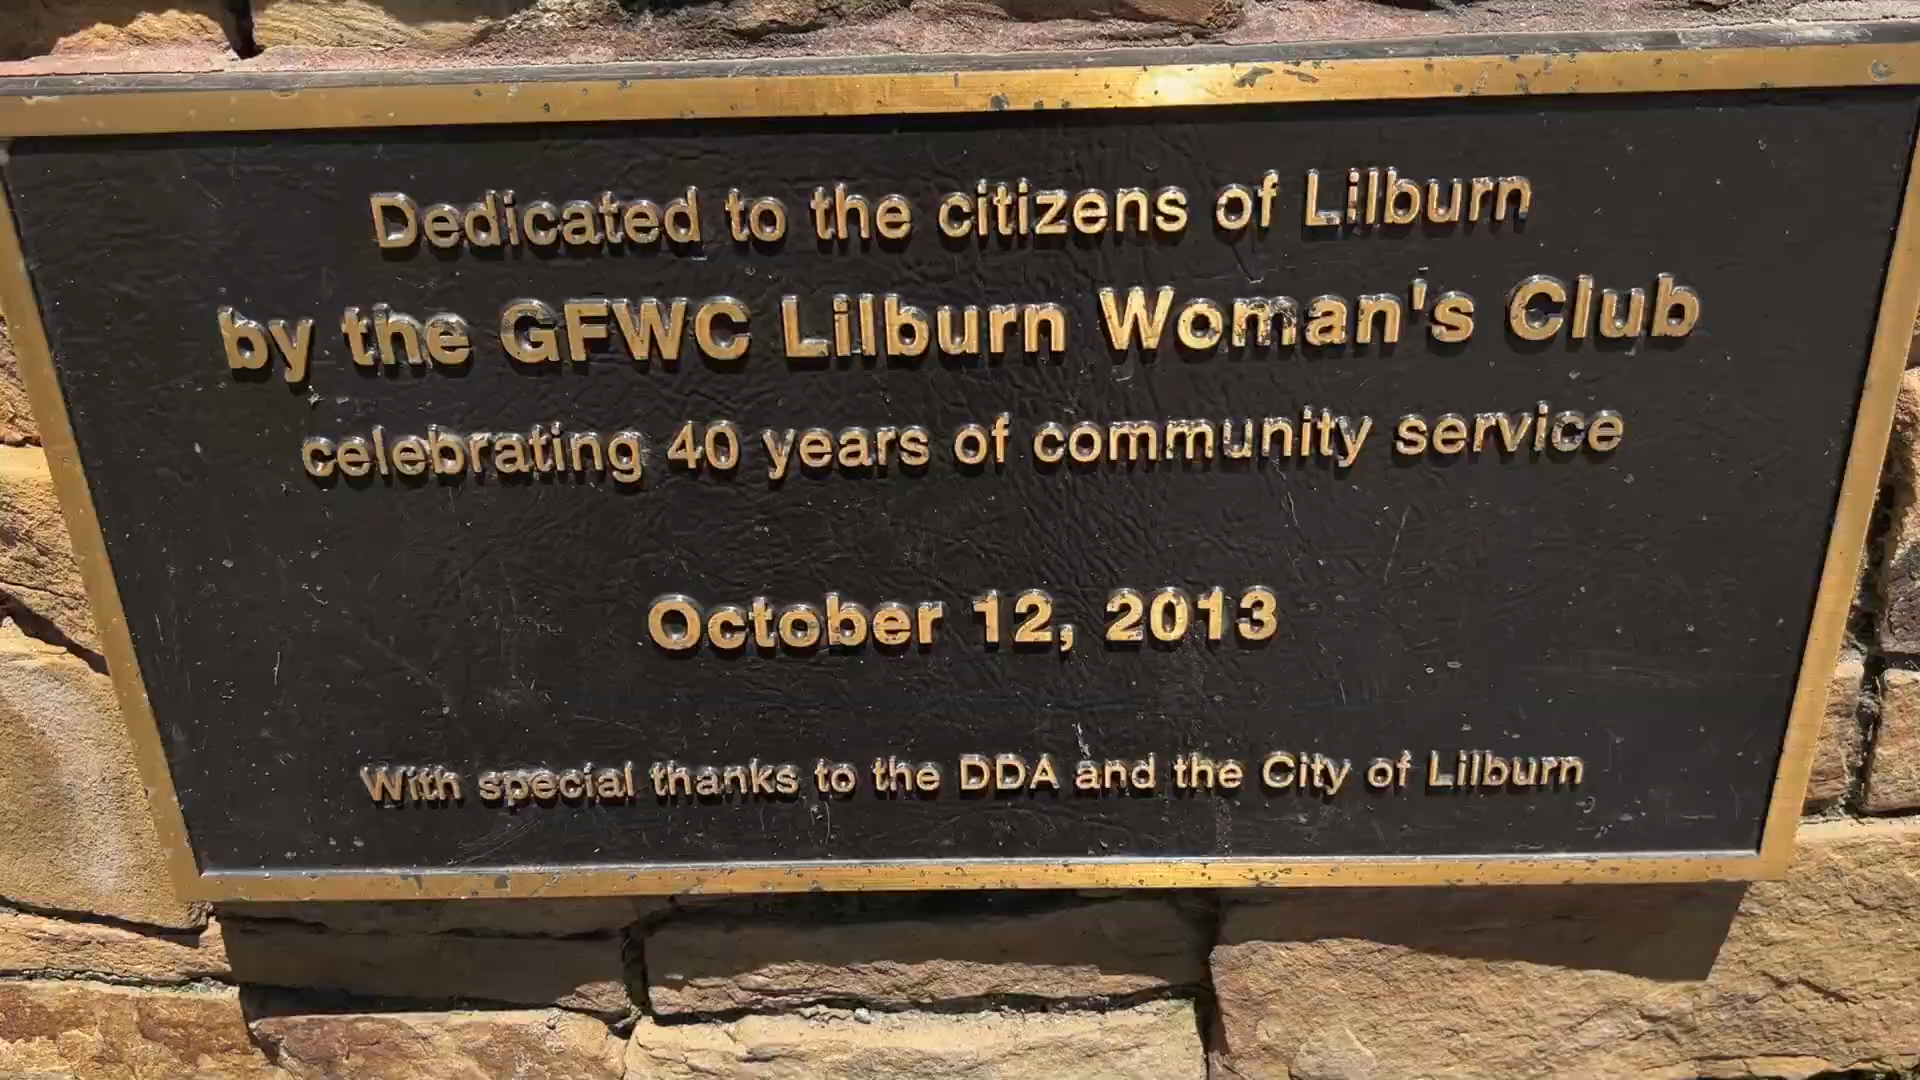 Dedicated to the citizens of Lilburn
by the GFWC Lilburn Woman's Club
celebrating 40 years of community service
October 12, 2013
With special thanks to the DDA and the City of Lilburn